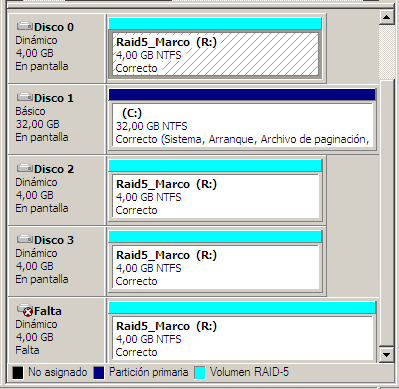 Disco 0
Dinámico
4,00 GB
En pantalla
Raid5_Marco (R:)
4,00 GB NTFS
Correcto
Disco 1
Básico
32,00 GB
En pantalla
(C:)
32,00 GB NTFS
Correcto (Sistema, Arranque, Archivo de paginación,
Disco 2
Dinámico
4,00 GB
En pantalla
Raid5_Marco (R:)
4,00 GB NTFS
Correcto
Disco 3
Dinámico
4,00 GB
En pantalla
Raid5_Marco (R:)
4,00 GB NTFS
Correcto
Falta
Dinámico
4,00 GB
Falta
Raid5_Marco (R:)
4,00 GB NTFS
Correcto
No asignado Partición primaria Volumen RAID-5